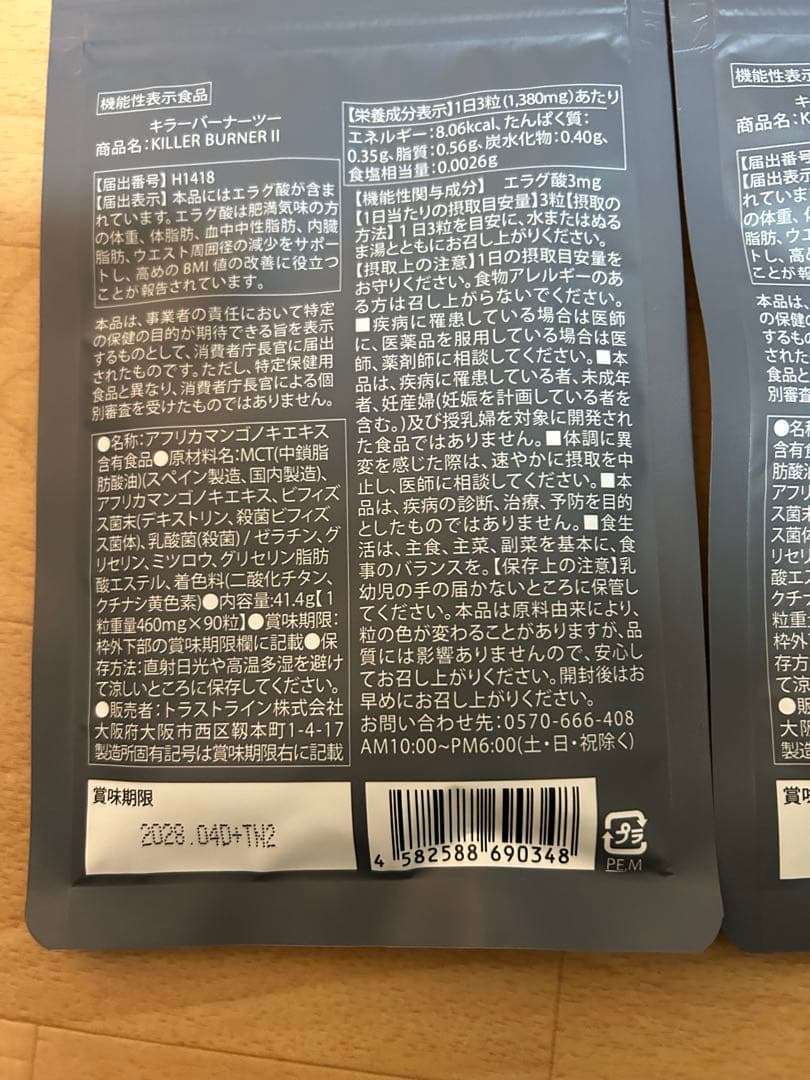 機能性表示食品
キラーバーナーツー
商品名：KILLER BURNER II
【届出番号】H1418
【届出表示】本品にはエラグ酸が含ま
れています。エラグ酸は肥満気味の方
の体重、体脂肪、血中中性脂肪、内臓
脂肪、ウエスト周囲径の減少をサポー
トし、高めのBMI値の改善に役立つ
ことが報告されています。
本品は、事業者の責任において特定
の保健の目的が期待できる旨を表示
するものとして、消費者庁長官に届出
されたものです。ただし、特定保健用
食品と異なり、消費者庁長官による個
別審査を受けたものではありません。
●名称：アフリカマンゴノキエキス
含有食品●原材料名：MCT(中鎖脂
肪酸油)(スペイン製造、国内製造)、
アフリカマンゴノキエキス、ビフィズ
ス菌末(デキストリン、殺菌ビフィズ
ス菌体)、乳酸菌(殺菌) / ゼラチン、グ
リセリン、ミツロウ、グリセリン脂肪
酸エステル、着色料(二酸化チタン、
クチナシ黄色素)●内容量：41.4g【1
粒重量460mg×90粒】●賞味期限：
枠外下部の賞味期限欄に記載●保
存方法：直射日光や高温多湿を避け
て涼しいところに保存してください。
●販売者：トラストライン株式会社
大阪府大阪市西区靱本町1-4-17
製造所固有記号は賞味期限右に記載
【栄養成分表示】1日3粒(1,380mg)あたり
エネルギー：8.06kcal、たんぱく質：
0.35g、脂質：0.56g、炭水化物：0.40g、
食塩相当量：0.0026g
【機能性関与成分】 エラグ酸3mg
【1日当たりの摂取目安量】3粒【摂取の
方法】1日3粒を目安に、水またはぬる
ま湯とともにお召し上がりください。
【摂取上の注意】1日の摂取目安量を
お守りください。食物アレルギーのあ
る方は召し上がらないでください。
■疾病に罹患している場合は医師
に、医薬品を服用している場合は医
師、薬剤師に相談してください。■本
品は、疾病に罹患している者、未成年
者、妊産婦(妊娠を計画している者を
含む。)及び授乳婦を対象に開発され
た食品ではありません。■体調に異
変を感じた際は、速やかに摂取を中
止し、医師に相談してください。■本
品は、疾病の診断、治療、予防を目的
としたものではありません。■食生
活は、主食、主菜、副菜を基本に、食
事のバランスを。【保存上の注意】乳
幼児の手の届かないところに保管し
てください。本品は原料由来により、
粒の色が変わることがありますが、品
質には影響ありませんので、安心し
てお召し上がりください。開封後はお
早めにお召し上がりください。
お問い合わせ先：0570-666-408
AM10:00~PM6:00(土・日・祝除く)
賞味期限
2028.04D+TN2
4 582588 690348
プラ
PE,M